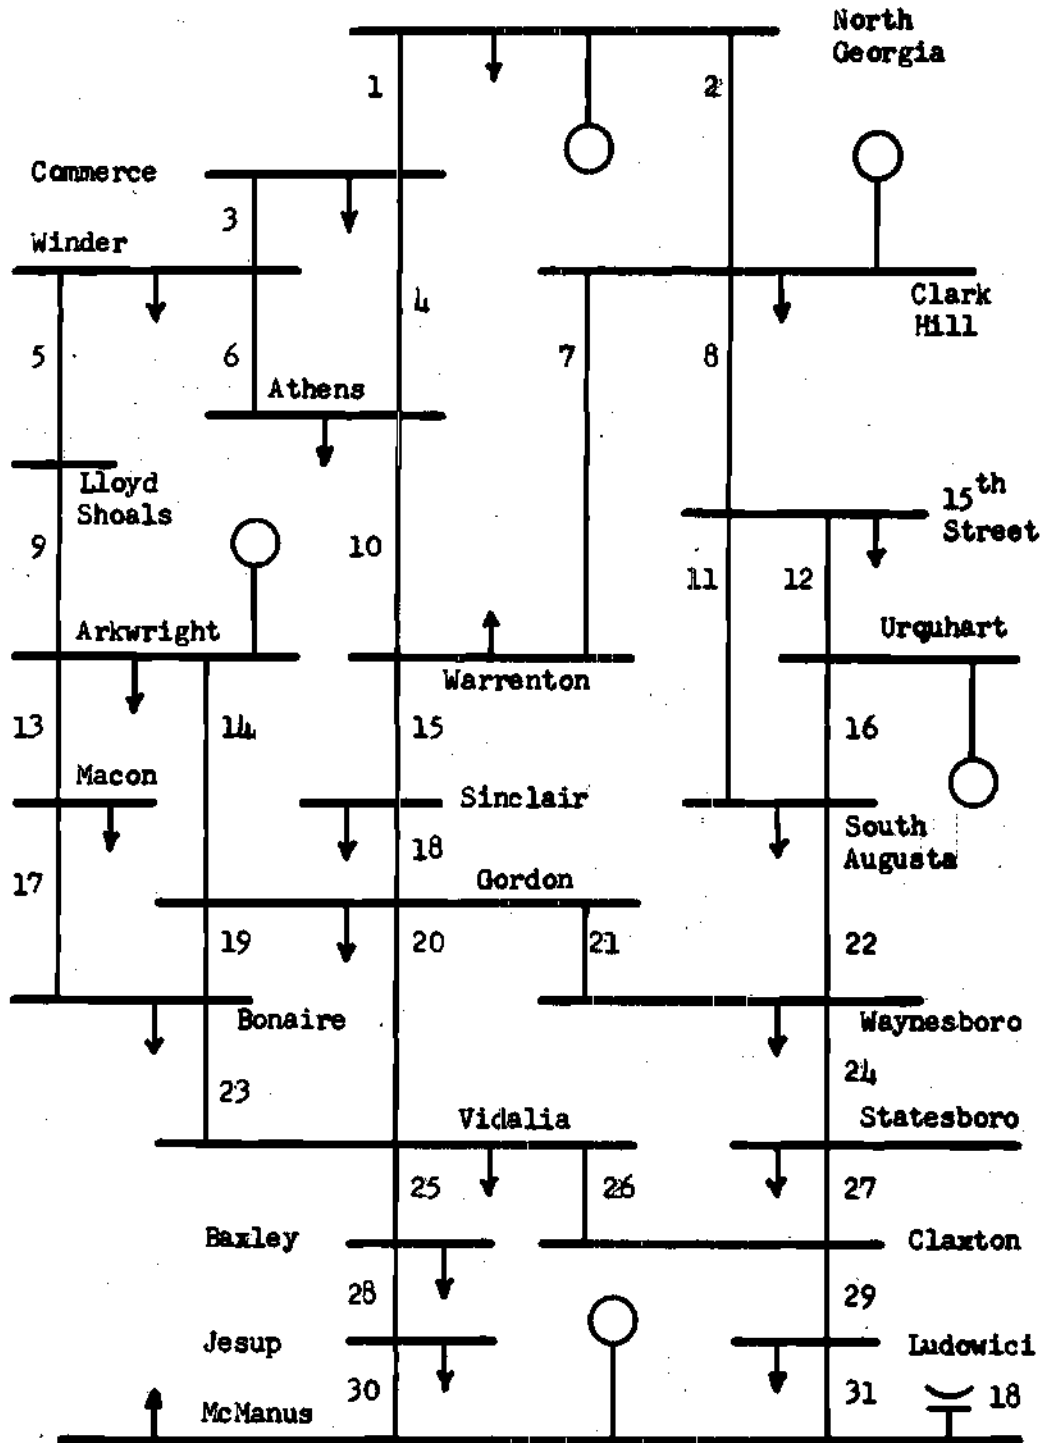 North
Georgia
1
2
Commerce
3
Winder
4
Clark
Hill
5
6
7
8
Athens
Lloyd
Shoals
15th
Street
9
10
11
12
Arkwright
Urquhart
Warrenton
13
14
15
16
Macon
Sinclair
South
Augusta
17
18
Gordon
19
20
21
22
Bonaire
Waynesboro
23
24
Vidalia
Statesboro
25
26
27
Baxley
Claxton
28
29
Jesup
Ludowici
30
31
18
McManus